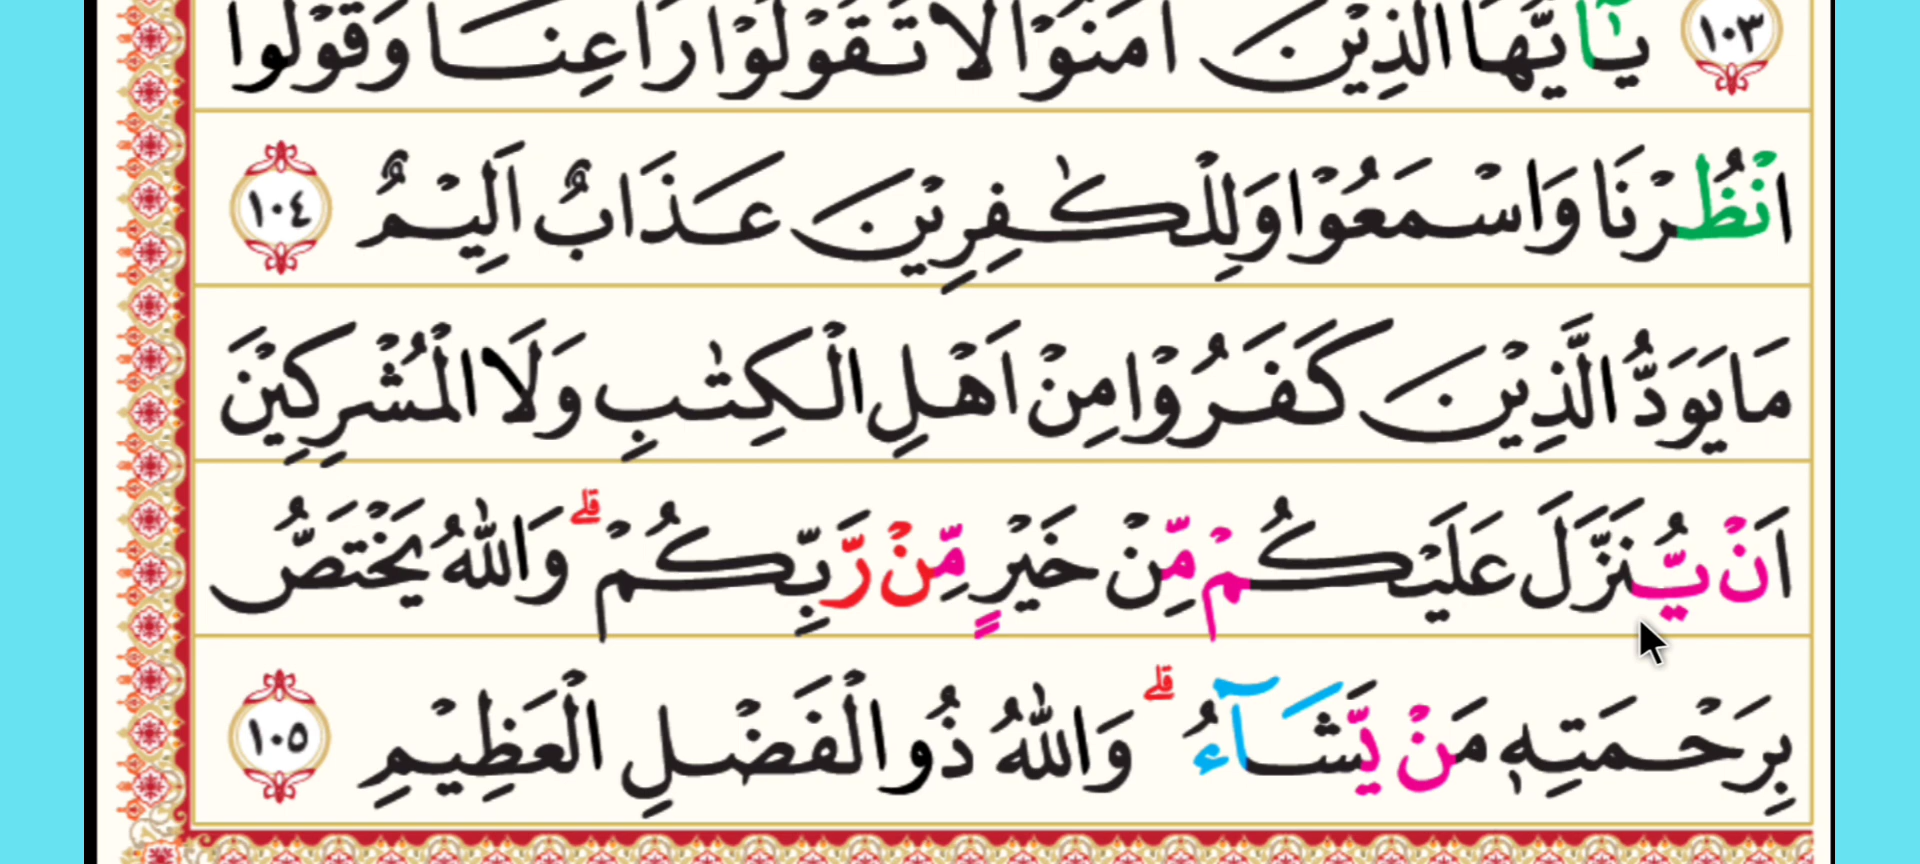 ﴿١٠٣﴾ يٰٓاَيُّهَا الَّذِيْنَ اٰمَنُوْا لَا تَقُوْلُوْا رَاعِنَا وَقُوْلُوا
انْظُرْنَا وَاسْمَعُوْا وَلِلْكٰفِرِيْنَ عَذَابٌ اَلِيْمٌ ﴿١٠٤﴾
مَا يَوَدُّ الَّذِيْنَ كَفَرُوْا مِنْ اَهْلِ الْكِتٰبِ وَلَا الْمُشْرِكِيْنَ
اَنْ يُّنَزَّلَ عَلَيْكُمْ مِّنْ خَيْرٍ مِّنْ رَّبِّكُمْ ۗ وَاللّٰهُ يَخْتَصُّ
بِرَحْمَتِهٖ مَنْ يَّشَآءُ ۗ وَاللّٰهُ ذُو الْفَضْلِ الْعَظِيْمِ ﴿١٠٥﴾